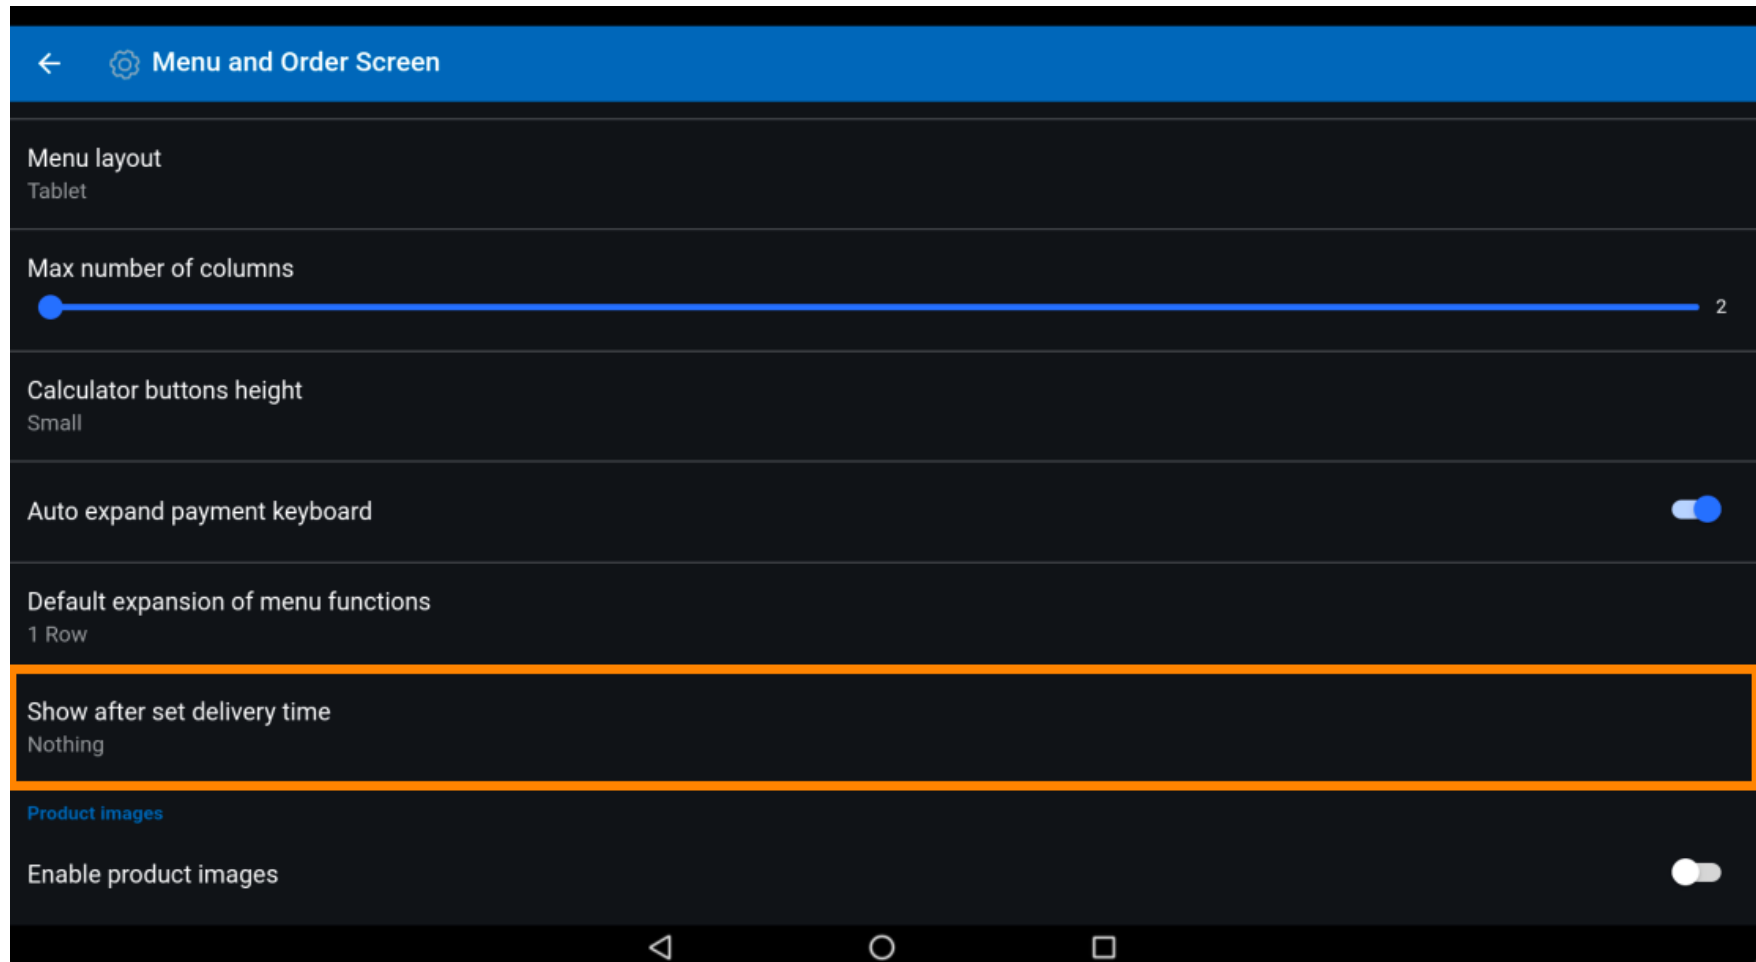 Menu and Order Screen
Menu layout
Tablet
Max number of columns
2
Calculator buttons height
Small
Auto expand payment keyboard
Default expansion of menu functions
1 Row
Show after set delivery time
Nothing
Product images
Enable product images